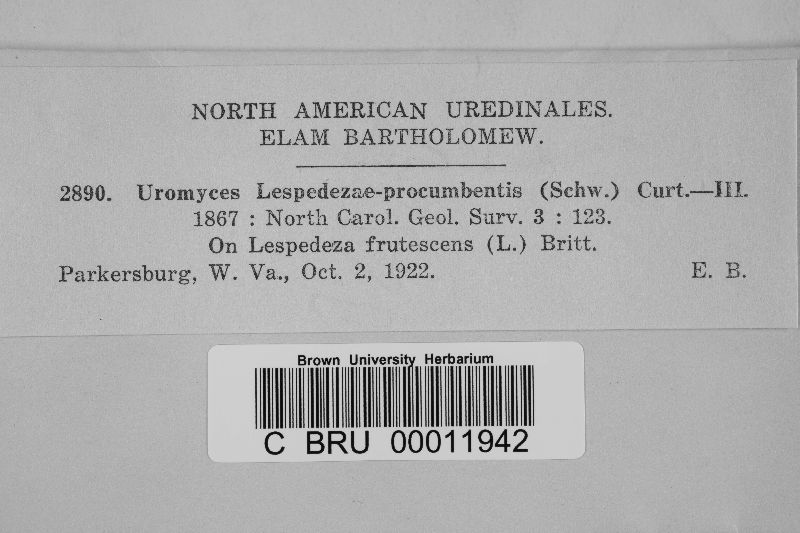 NORTH AMERICAN UREDINALES.
ELAM BARTHOLOMEW.
2890. Uromyces Lespedezae-procumbentis (Schw.) Curt.—III.
1867 : North Carol. Geol. Surv. 3 : 123.
On Lespedeza frutescens (L.) Britt.
Parkersburg, W. Va., Oct. 2, 1922. E. B.
Brown University Herbarium
C BRU 00011942